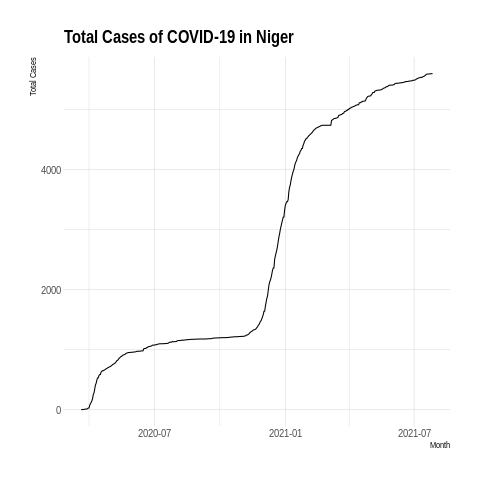 Total Cases of COVID-19 in Niger
Total Cases
4000
2000
0
2020-07
2021-01
2021-07
Month